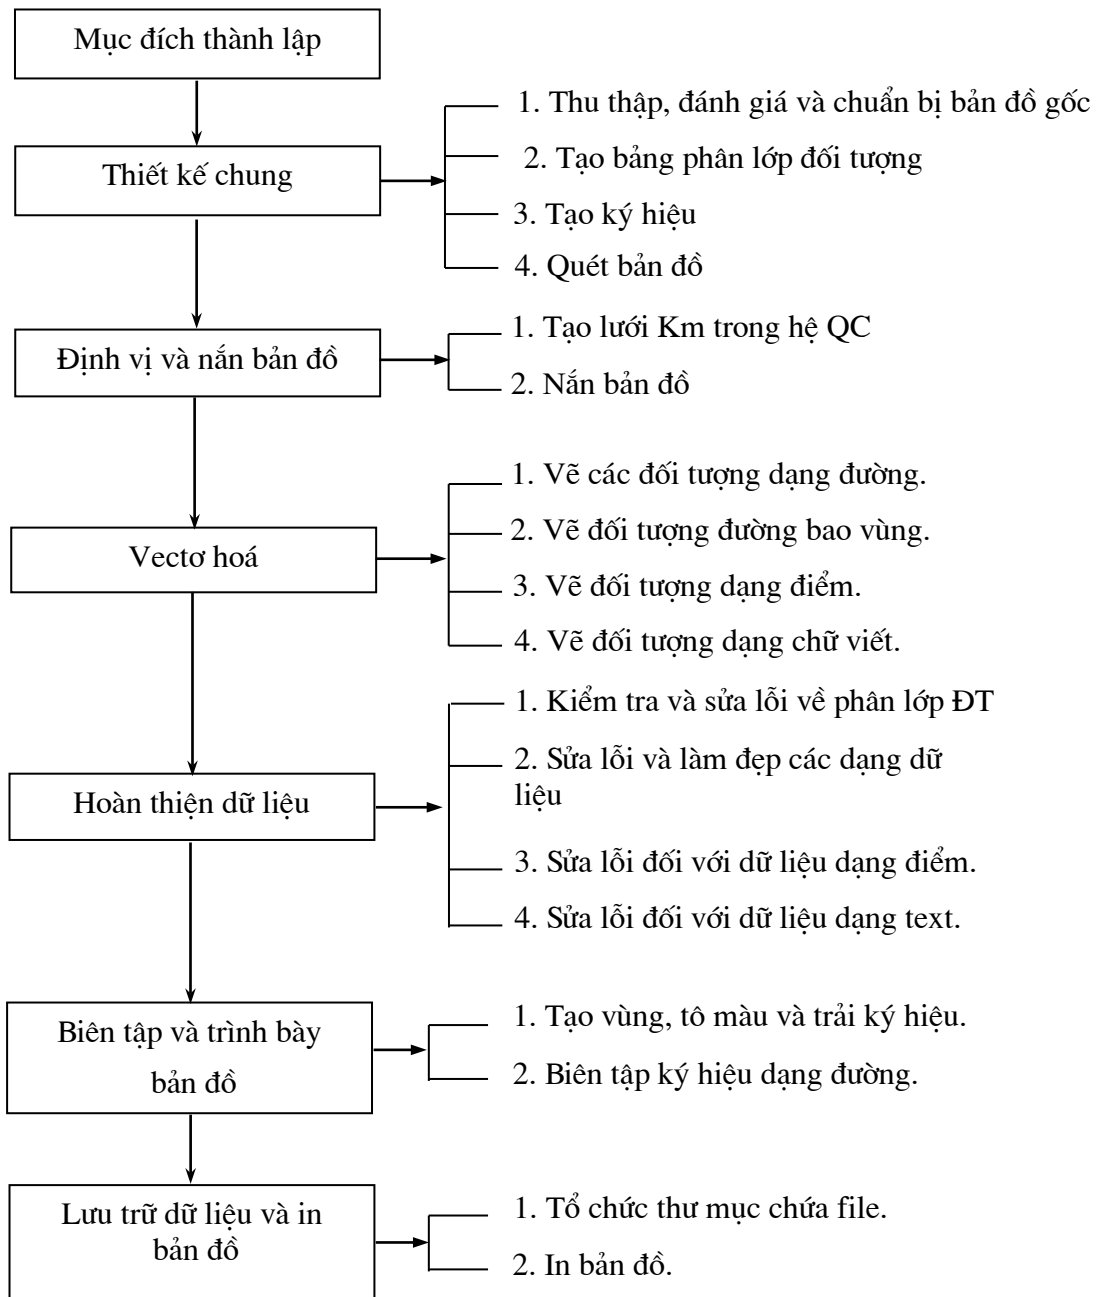 Mục đích thành lập
1. Thu thập, đánh giá và chuẩn bị bản đồ gốc
Thiết kế chung
2. Tạo bảng phân lớp đối tượng
3. Tạo ký hiệu
4. Quét bản đồ
Định vị và nắn bản đồ
1. Tạo lưới Km trong hệ QC
2. Nắn bản đồ
Vectơ hoá
1. Vẽ các đối tượng dạng đường.
2. Vẽ đối tượng đường bao vùng.
3. Vẽ đối tượng dạng điểm.
4. Vẽ đối tượng dạng chữ viết.
Hoàn thiện dữ liệu
1. Kiểm tra và sửa lỗi về phân lớp ĐT
2. Sửa lỗi và làm đẹp các dạng dữ
liệu
3. Sửa lỗi đối với dữ liệu dạng điểm.
4. Sửa lỗi đối với dữ liệu dạng text.
Biên tập và trình bày
bản đồ
1. Tạo vùng, tô màu và trải ký hiệu.
2. Biên tập ký hiệu dạng đường.
Lưu trữ dữ liệu và in
bản đồ
1. Tổ chức thư mục chứa file.
2. In bản đồ.